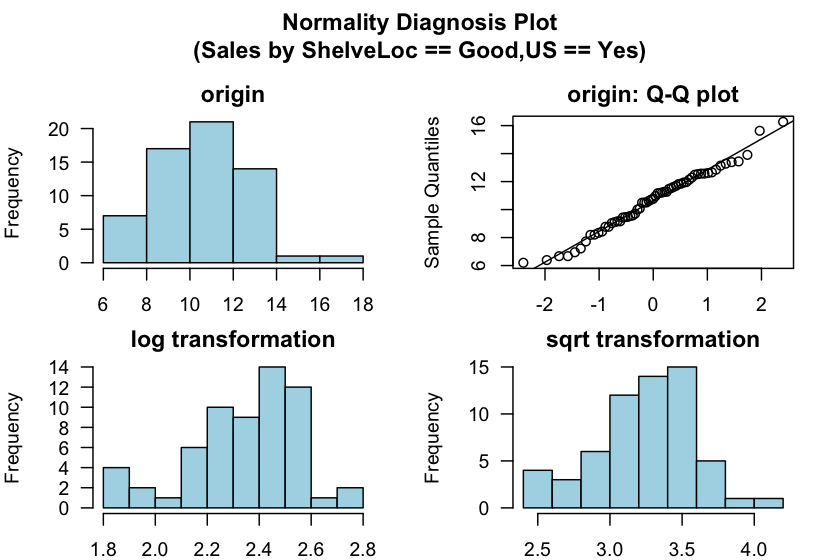 Normality Diagnosis Plot
(Sales by ShelveLoc == Good,US == Yes)
origin
Frequency
0
5
10
15
20
6 8 10 12 14 16 18
origin: Q-Q plot
Sample Quantiles
6
8
12
16
-2 -1 0 1 2
log transformation
Frequency
0
2
4
6
8
10
12
14
1.8 2.0 2.2 2.4 2.6 2.8
sqrt transformation
Frequency
0
5
10
15
2.5 3.0 3.5 4.0